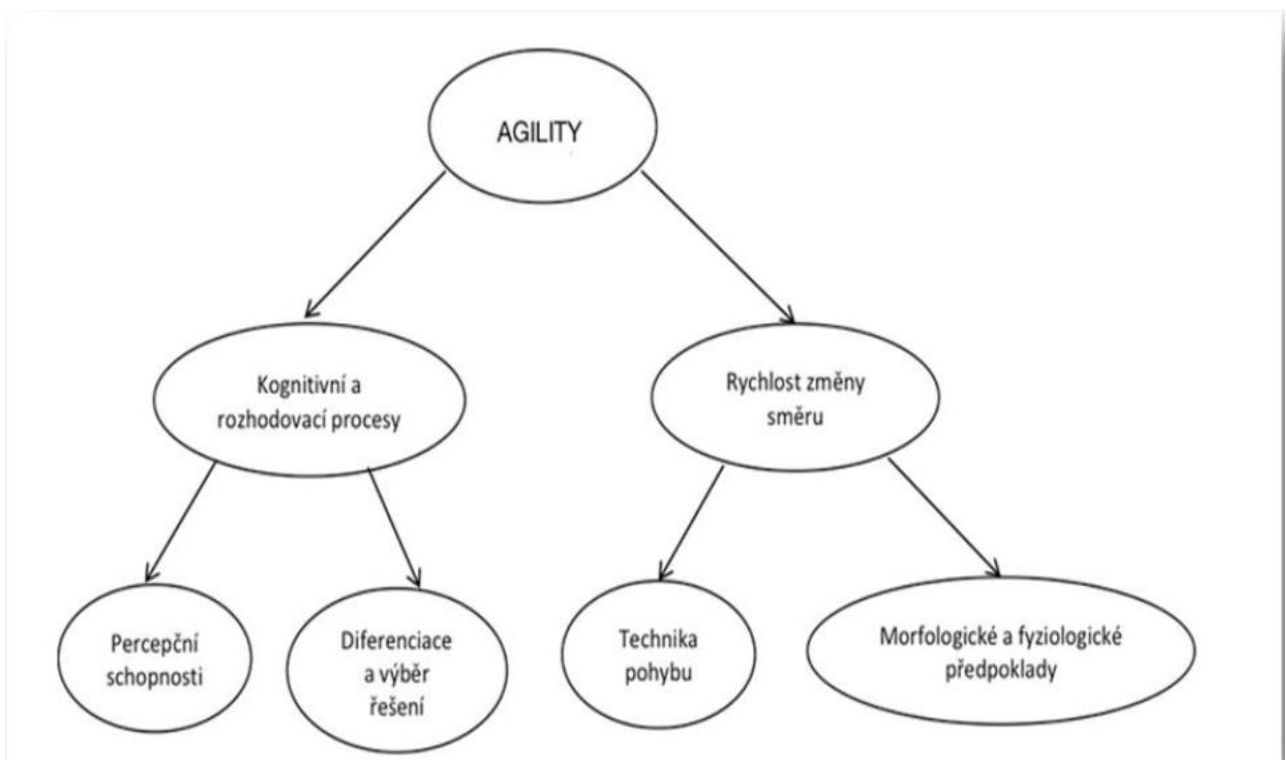 AGILITY
Kognitivní a
rozhodovací procesy
Rychlost změny
směru
Percepční
schopnosti
Diferenciace
a výběr
řešení
Technika
pohybu
Morfologické a fyziologické
předpoklady